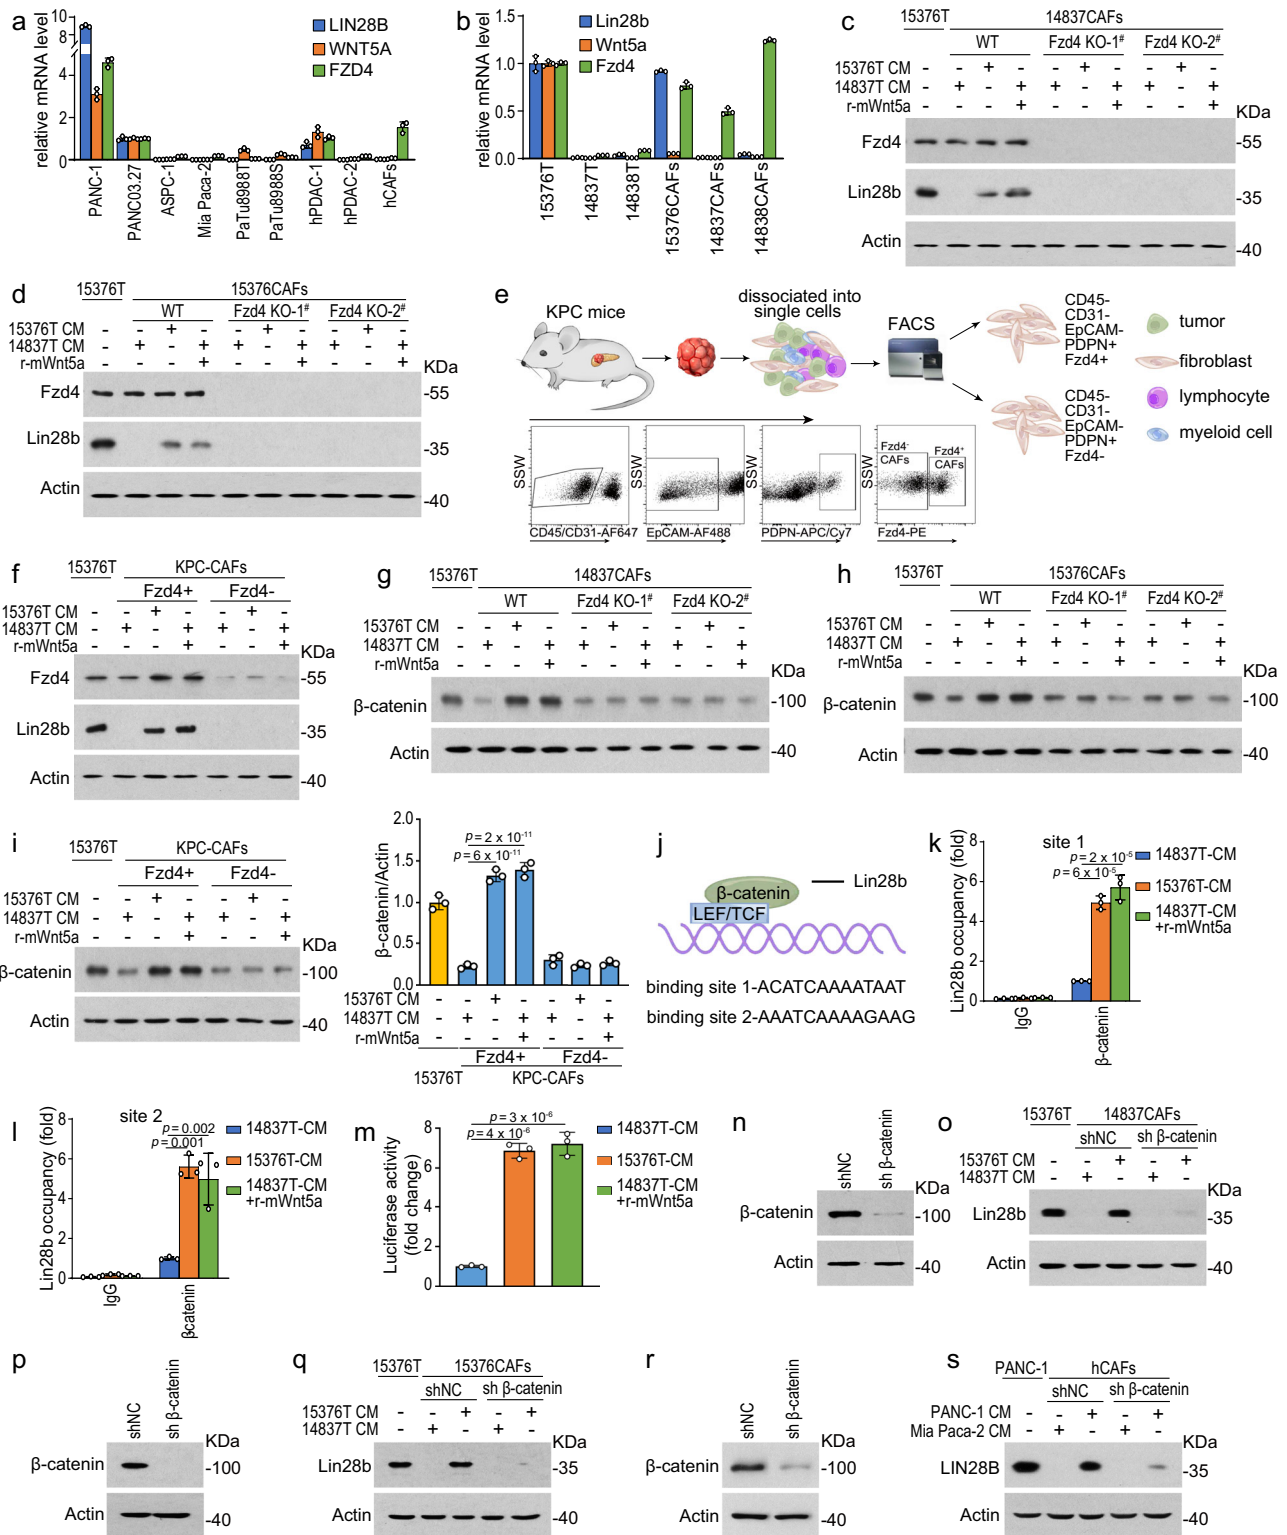 a
relative mRNA level
10
8
4
2
0
LIN28B
WNT5A
FZD4
PANC-1
PANC03.27
ASPC-1
Mia Paca-2
PaTu8988T
PaTu8988S
hPDAC-1
hPDAC-2
hCAFs
b
relative mRNA level
1.5
1.0
0.5
0.0
Lin28b
Wnt5a
Fzd4
15376T
14837T
14838T
15376CAFs
14837CAFs
14838CAFs
c
15376T 14837CAFs
WT Fzd4 KO-1# Fzd4 KO-2#
15376T CM - - + - - + - - + -
14837T CM - + - + + - + + - +
r-mWnt5a - - - + - - + - - +
KDa
Fzd4 -55
Lin28b -35
Actin -40
d
15376T 15376CAFs
WT Fzd4 KO-1# Fzd4 KO-2#
15376T CM - - + - - + - - + -
14837T CM - + - + + - + + - +
r-mWnt5a - - - + - - + - - +
KDa
Fzd4 -55
Lin28b -35
Actin -40
e
KPC mice
dissociated into
single cells
FACS
CD45-
CD31-
EpCAM-
PDPN+
Fzd4+
CD45-
CD31-
EpCAM-
PDPN+
Fzd4-
tumor
fibroblast
lymphocyte
myeloid cell
SSW SSW SSW SSW
Fzd4-
CAFs
Fzd4+
CAFs
CD45/CD31-AF647 EpCAM-AF488 PDPN-APC/Cy7 Fzd4-PE
f
15376T KPC-CAFs
Fzd4+ Fzd4-
15376T CM - - + - - + -
14837T CM - + - + + - +
r-mWnt5a - - - + - - +
KDa
Fzd4 -55
Lin28b -35
Actin -40
g
15376T 14837CAFs
WT Fzd4 KO-1# Fzd4 KO-2#
15376T CM - - + - - + - - + -
14837T CM - + - + + - + + - +
r-mWnt5a - - - + - - + - - +
KDa
β-catenin -100
Actin -40
h
15376T 15376CAFs
WT Fzd4 KO-1# Fzd4 KO-2#
15376T CM - - + - - + - - + -
14837T CM - + - + + - + + - +
r-mWnt5a - - - + - - + - - +
KDa
β-catenin -100
Actin -40
i
15376T KPC-CAFs
Fzd4+ Fzd4-
15376T CM - - + - - + -
14837T CM - + - + + - +
r-mWnt5a - - - + - - +
KDa
β-catenin -100
Actin -40
β-catenin/Actin
2.0
1.5
1.0
0.5
0.0
p = 2 x 10-11
p = 6 x 10-11
15376T CM - - + - - + -
14837T CM - + - + + - +
r-mWnt5a - - - + - - +
Fzd4+ Fzd4-
15376T KPC-CAFs
j
β-catenin
LEF/TCF
Lin28b
binding site 1-ACATCAAAATAAT
binding site 2-AAATCAAAAGAAG
k
site 1
Lin28b occupancy (fold)
8
6
4
2
0
p = 2 x 10-5
p = 6 x 10-5
IgG
β-catenin
14837T-CM
15376T-CM
14837T-CM
+r-mWnt5a
l
site 2
Lin28b occupancy (fold)
8
6
4
2
0
p = 0.002
p = 0.001
IgG
βcatenin
14837T-CM
15376T-CM
14837T-CM
+r-mWnt5a
m
Luciferase activity
(fold change)
8
6
4
2
0
p = 3 x 10-6
p = 4 x 10-6
14837T-CM
15376T-CM
14837T-CM
+r-mWnt5a
n
shNC
sh β-catenin
KDa
β-catenin -100
Actin -40
o
15376T 14837CAFs
shNC sh β-catenin
15376T CM - - + - +
14837T CM - + - + -
KDa
Lin28b -35
Actin -40
p
shNC
sh β-catenin
KDa
β-catenin -100
Actin -40
q
15376T 15376CAFs
shNC sh β-catenin
15376T CM - - + - +
14837T CM - + - + -
KDa
Lin28b -35
Actin -40
r
shNC
sh β-catenin
KDa
β-catenin -100
Actin -40
s
PANC-1 hCAFs
shNC sh β-catenin
PANC-1 CM - - + - +
Mia Paca-2 CM - + - + -
KDa
LIN28B -35
Actin -40